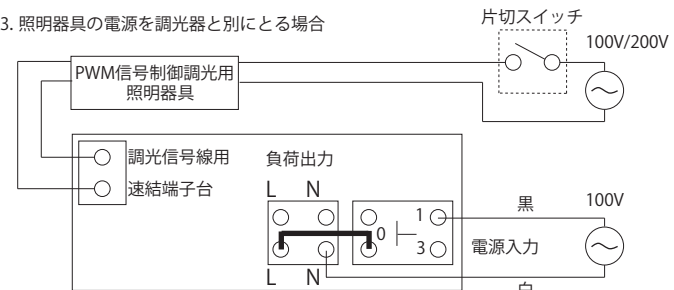 3. 照明器具の電源を調光器と別にとる場合
片切スイッチ
100V/200V
PWM信号制御調光用
照明器具
調光信号線用
速結端子台
負荷出力
L N
0
1
3
電源入力
黒
100V
L N
白